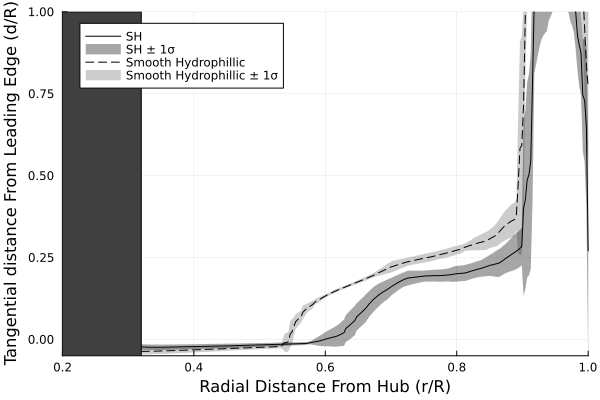 Tangential distance From Leading Edge (d/R)
1.00
0.75
0.50
0.25
0.00
SH
SH ± 1σ
Smooth Hydrophillic
Smooth Hydrophillic ± 1σ
0.2 0.4 0.6 0.8 1.0
Radial Distance From Hub (r/R)